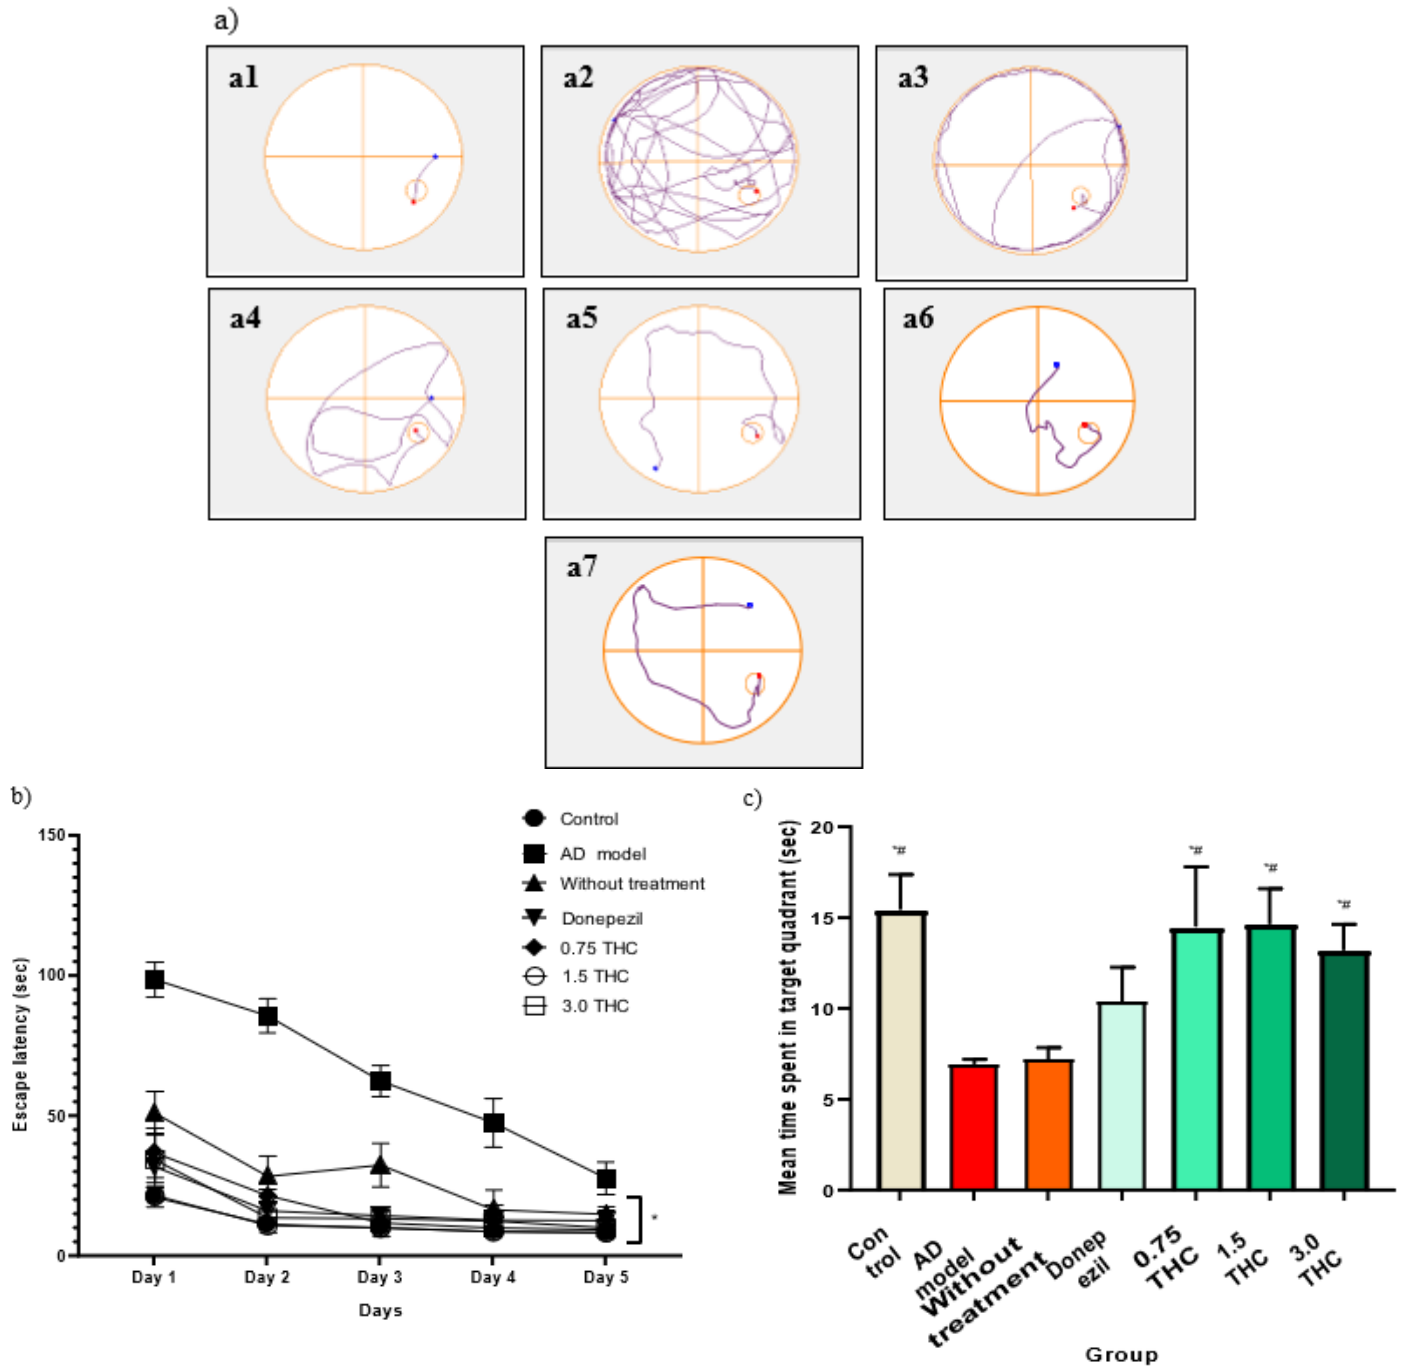 a)
a1
a2
a3
a4
a5
a6
a7
b)
Control
AD model
Without treatment
Donepezil
0.75 THC
1.5 THC
3.0 THC
Escape latency (sec)
150
100
50
0
*
Day 1
Day 2
Day 3
Day 4
Day 5
Days
c)
Mean time spent in target quadrant (sec)
20
15
10
5
0
*#
*#
*#
*#
Con
trol
AD
model
Without
treatment
Donep
ezil
0.75
THC
1.5
THC
3.0
THC
Group